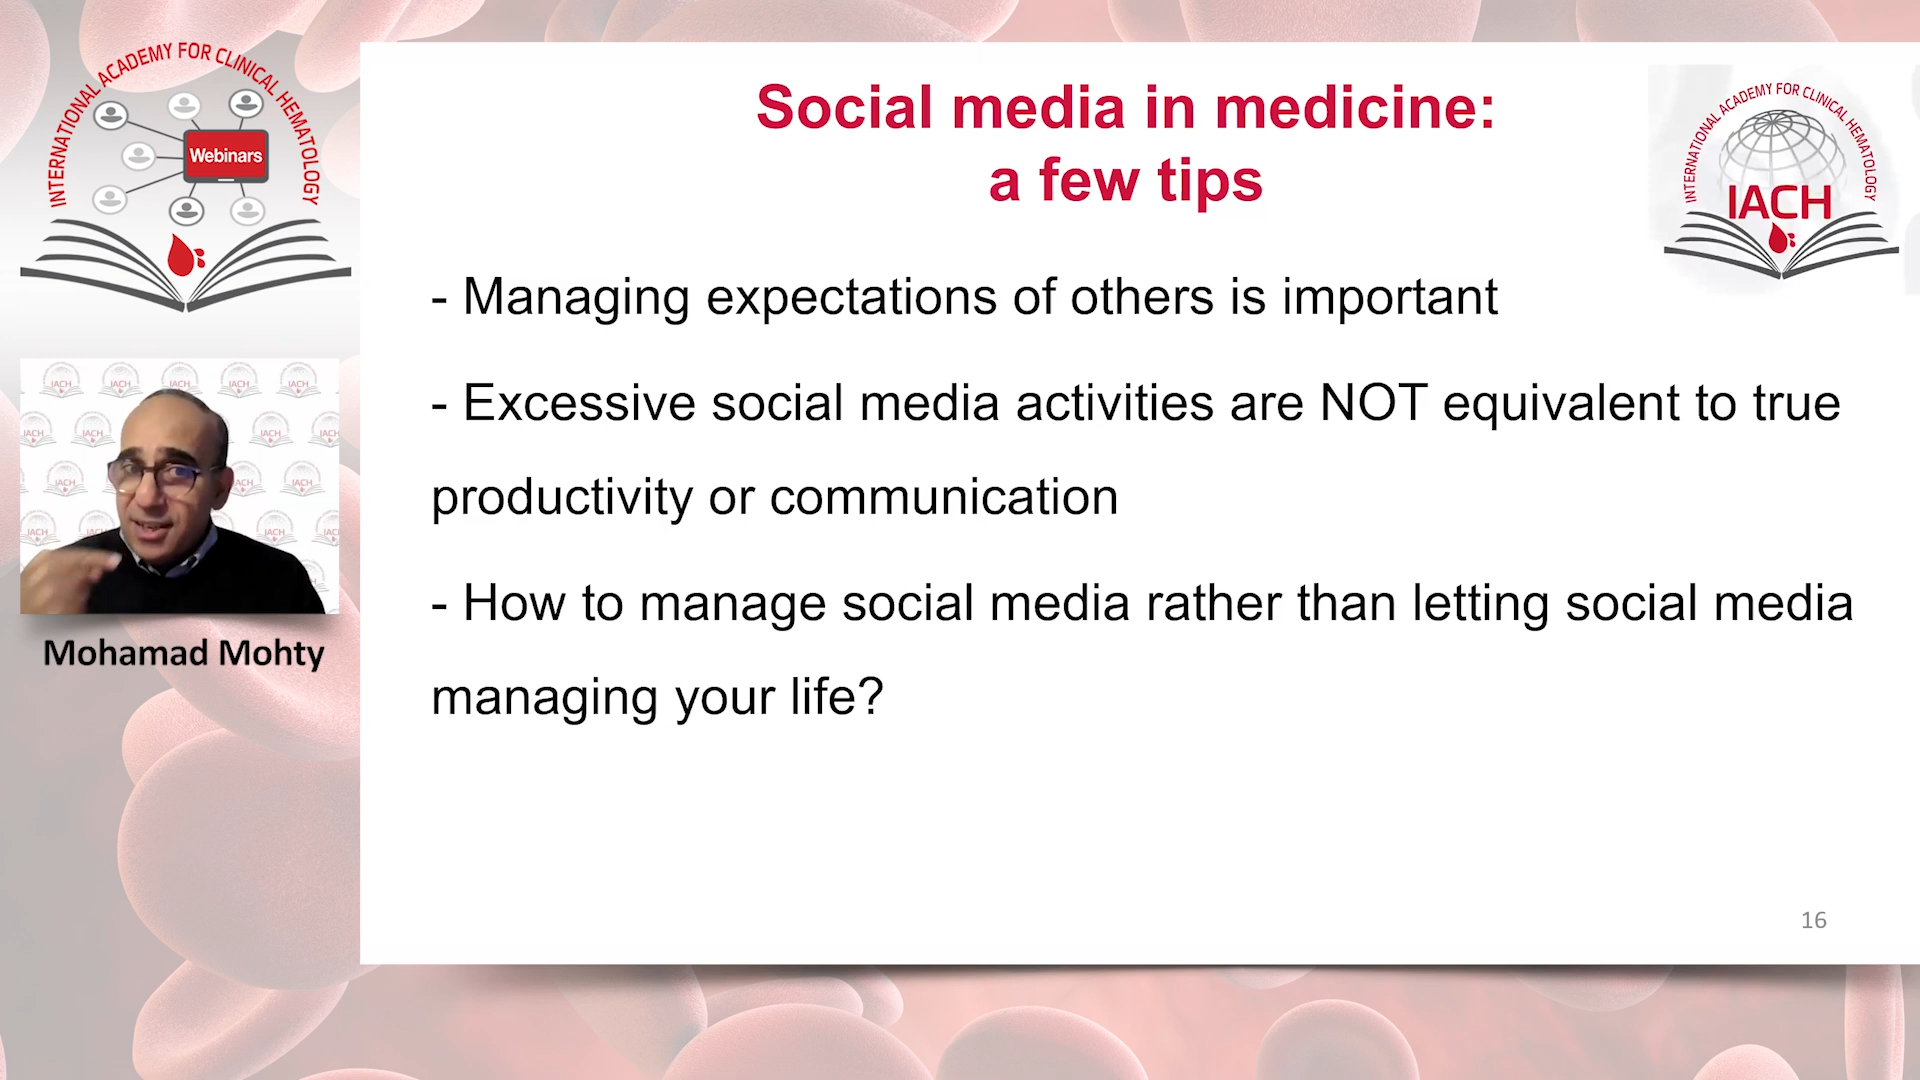 INTERNATIONAL ACADEMY FOR CLINICAL HEMATOLOGY
Webinars
Mohamad Mohty
Social media in medicine:
a few tips
INTERNATIONAL ACADEMY FOR CLINICAL HEMATOLOGY
IACH
- Managing expectations of others is important
- Excessive social media activities are NOT equivalent to true
productivity or communication
- How to manage social media rather than letting social media
managing your life?
16